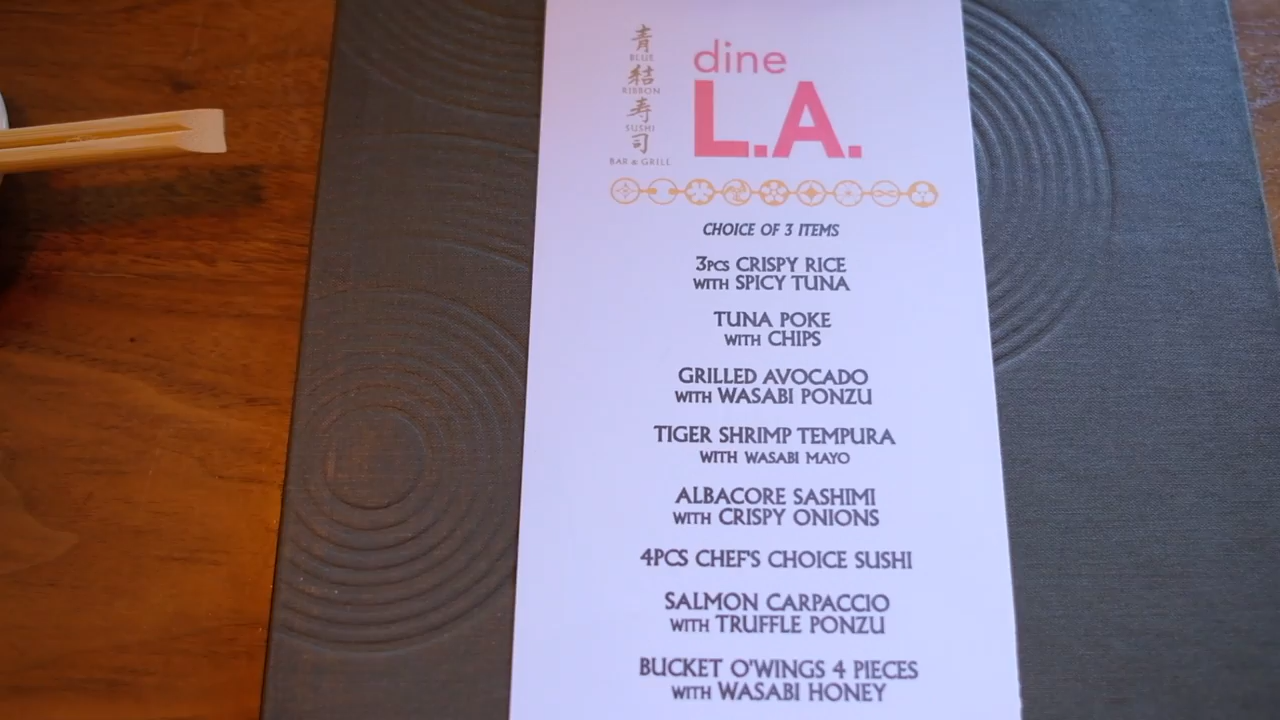 青
BLUE
結
RIBBON
寿
SUSHI
司
BAR & GRILL
dine
L.A.
CHOICE OF 3 ITEMS
3PCS CRISPY RICE
WITH SPICY TUNA
TUNA POKE
WITH CHIPS
GRILLED AVOCADO
WITH WASABI PONZU
TIGER SHRIMP TEMPURA
WITH WASABI MAYO
ALBACORE SASHIMI
WITH CRISPY ONIONS
4PCS CHEF'S CHOICE SUSHI
SALMON CARPACCIO
WITH TRUFFLE PONZU
BUCKET O'WINGS 4 PIECES
WITH WASABI HONEY